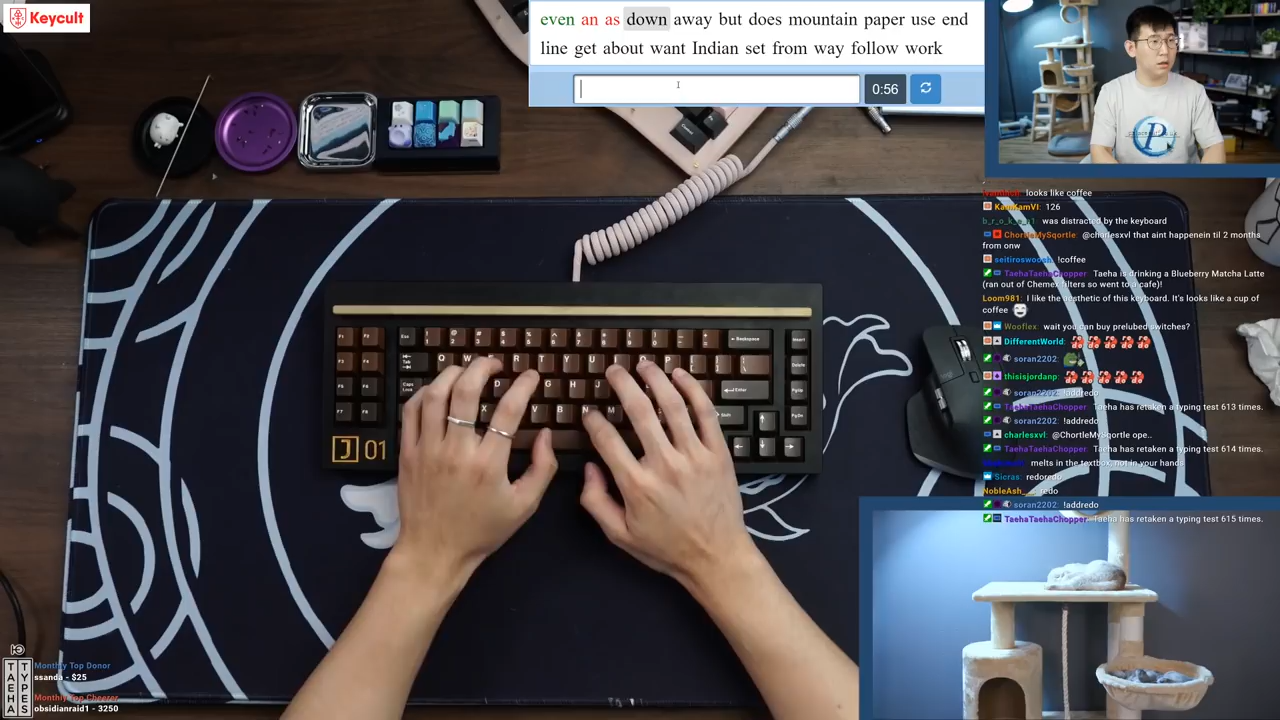 Keycult
even an as down away but does mountain paper use end
line get about want Indian set from way follow work
0:56
looks like coffee
KaenKamVI: 126
was distracted by the keyboard
ChortleMySqortle: @chorlesxvl that aint happenein til 2 months
from onw
seitiroswoosh: !coffee
TaehaTaehaChopper: Taeha is drinking a Blueberry Matcha Latte
(ran out of Chemex filters so went to a cafe)!
Loom981: I like the aesthetic of this keyboard. It's looks like a cup of
coffee
Wooflex: wait you can buy prelubed switches?
DifferentWorld:
soran2202:
thisisjordanp:
soran2202: !addredo
TaehaTaehaChopper: Taeha has retaken a typing test 613 times.
soran2202: !addredo
charlesxvl: @ChortleMySqortle ope..
TaehaTaehaChopper: Taeha has retaken a typing test 614 times.
melts in the textbox, not in your hands
Sicras: redoredo
NobleAsh_: redo
soran2202: !addredo
TaehaTaehaChopper: Taeha has retaken a typing test 615 times.
J 01
TAEHA
TYPES
Monthly Top Donor
ssanda - $25
Monthly Top Cheerer
obsidianraid1 - 3250